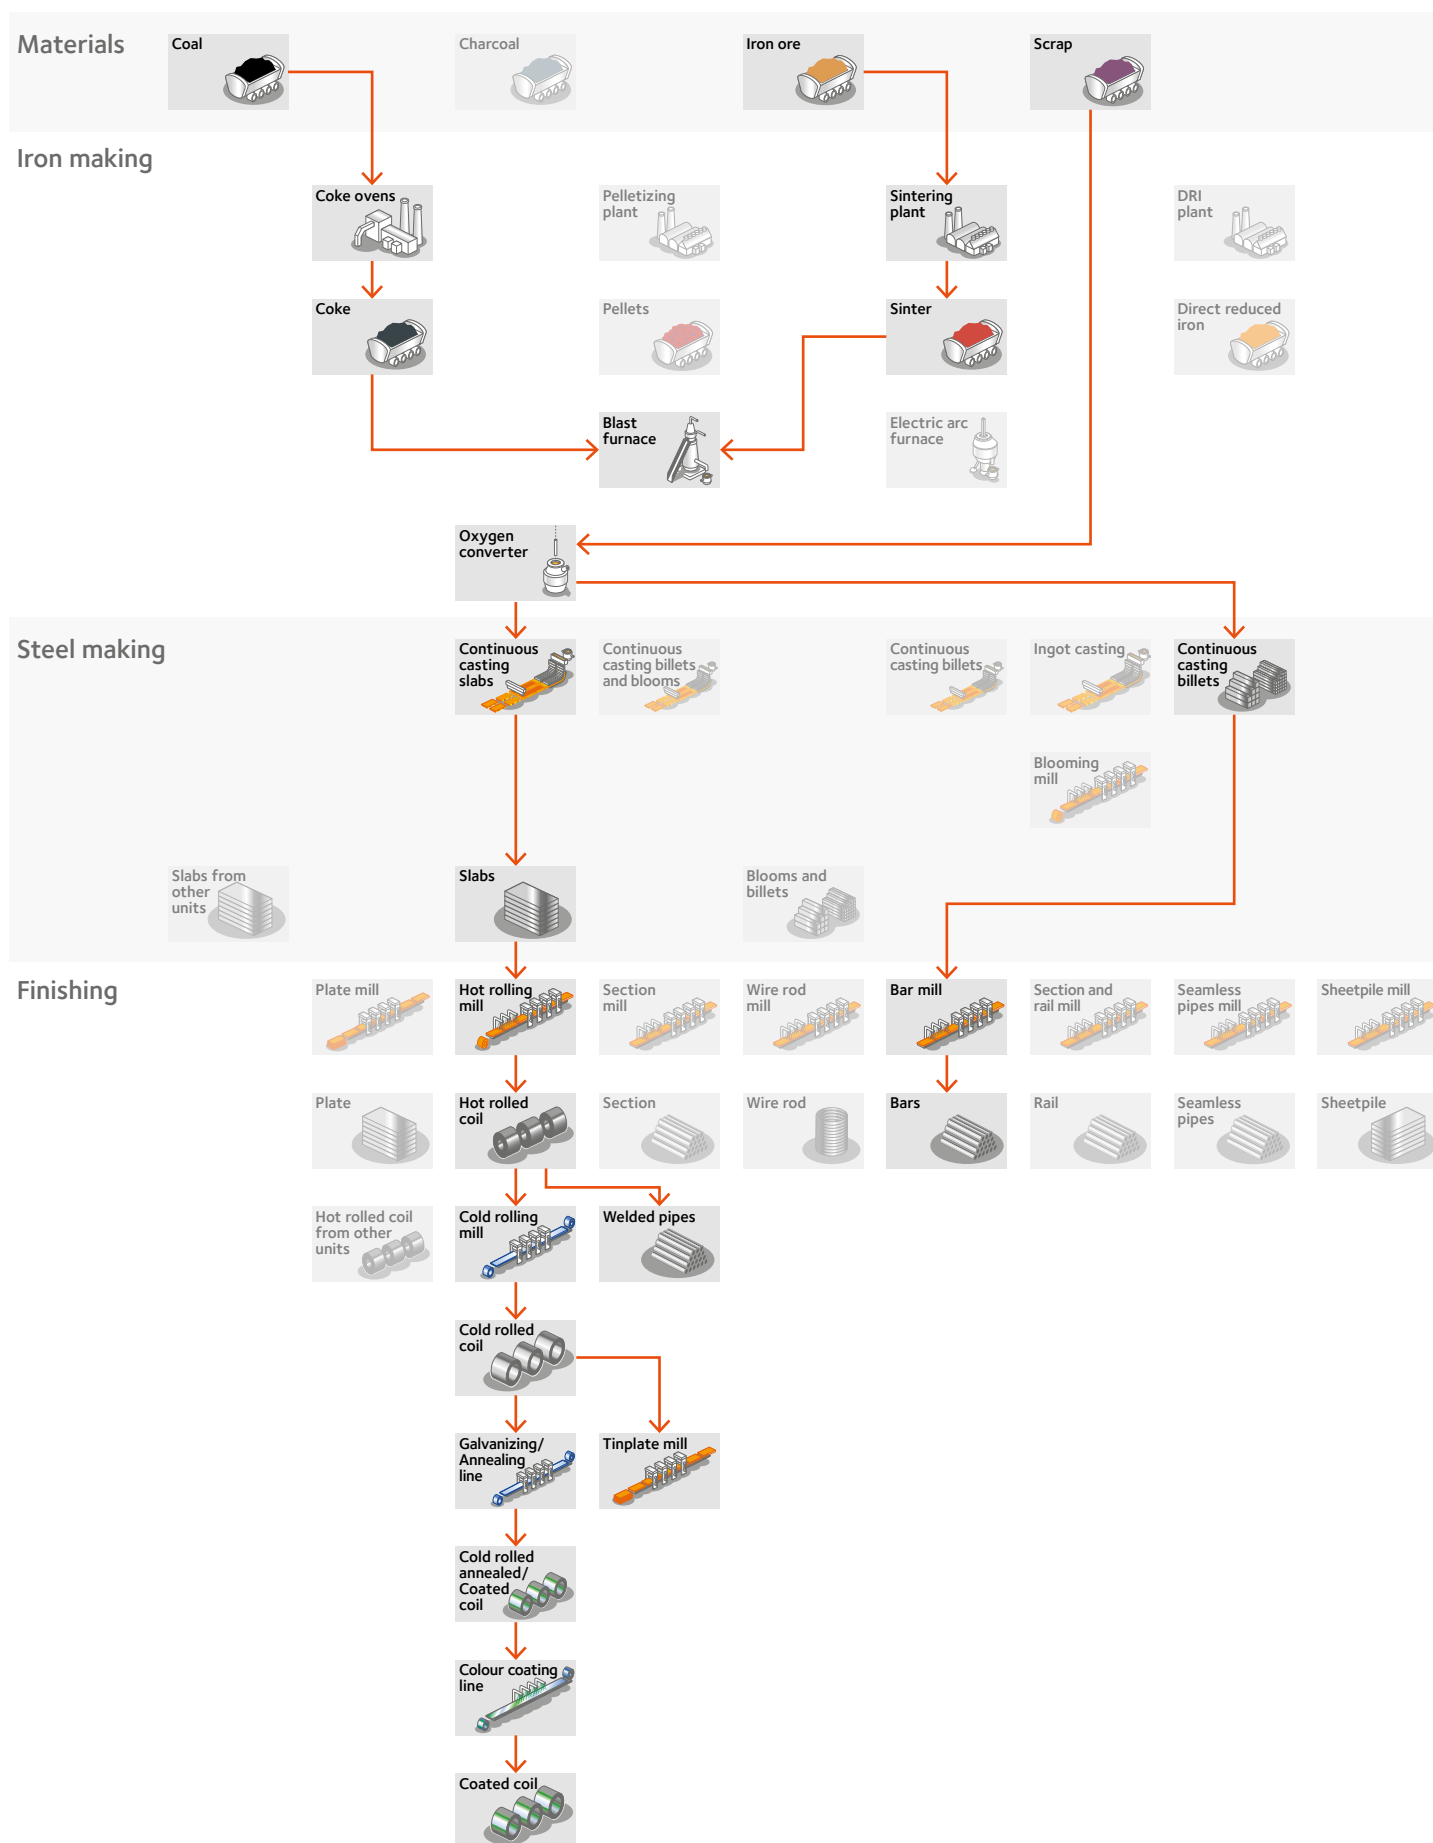 Materials
Coal
Charcoal
Iron ore
Scrap
Iron making
Coke ovens
Pelletizing
plant
Sintering
plant
DRI
plant
Coke
Pellets
Sinter
Direct reduced
iron
Blast
furnace
Electric arc
furnace
Oxygen
converter
Steel making
Continuous
casting
slabs
Continuous
casting billets
and blooms
Continuous
casting billets
Ingot casting
Continuous
casting
billets
Blooming
mill
Slabs from
other
units
Slabs
Blooms and
billets
Finishing
Plate mill
Hot rolling
mill
Section
mill
Wire rod
mill
Bar mill
Section and
rail mill
Seamless
pipes mill
Sheetpile mill
Plate
Hot rolled
coil
Section
Wire rod
Bars
Rail
Seamless
pipes
Sheetpile
Hot rolled coil
from other
units
Cold rolling
mill
Welded pipes
Cold rolled
coil
Galvanizing/
Annealing
line
Tinplate mill
Cold rolled
annealed/
Coated
coil
Colour coating
line
Coated coil